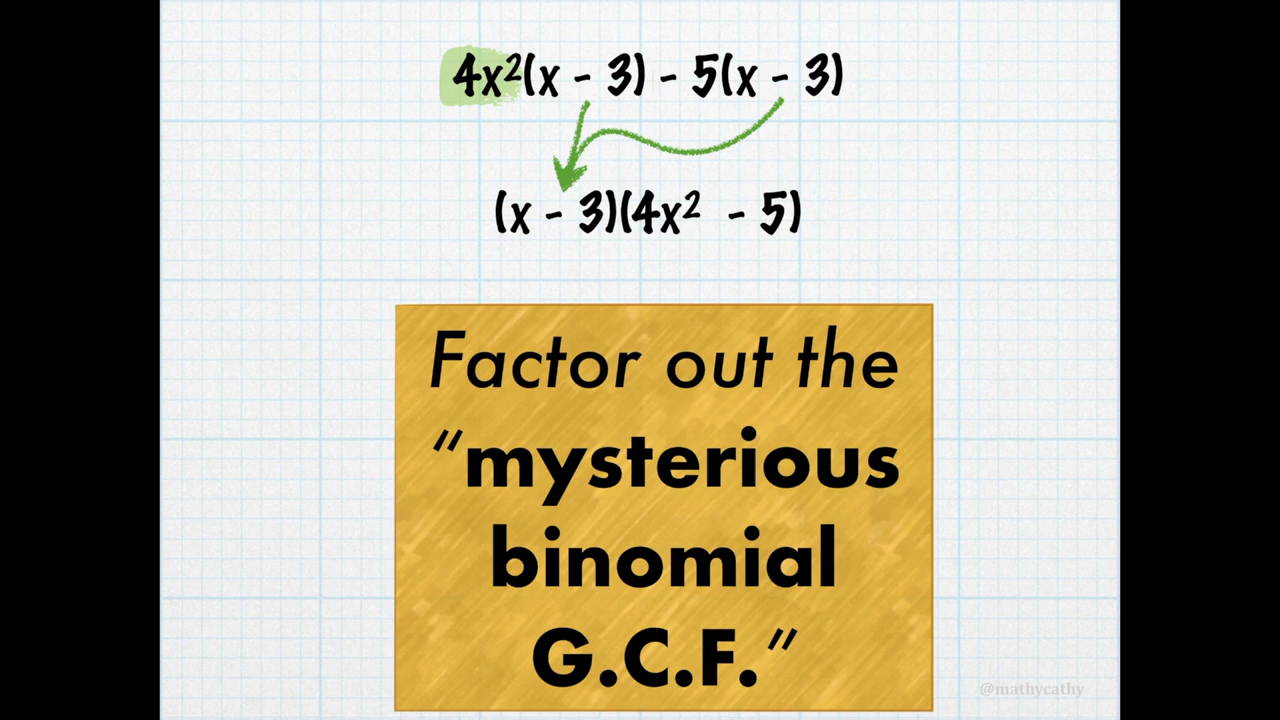 4x²(x - 3) - 5(x - 3)
(x - 3)(4x² - 5)
Factor out the
"mysterious
binomial
G.C.F."
@mathycathy